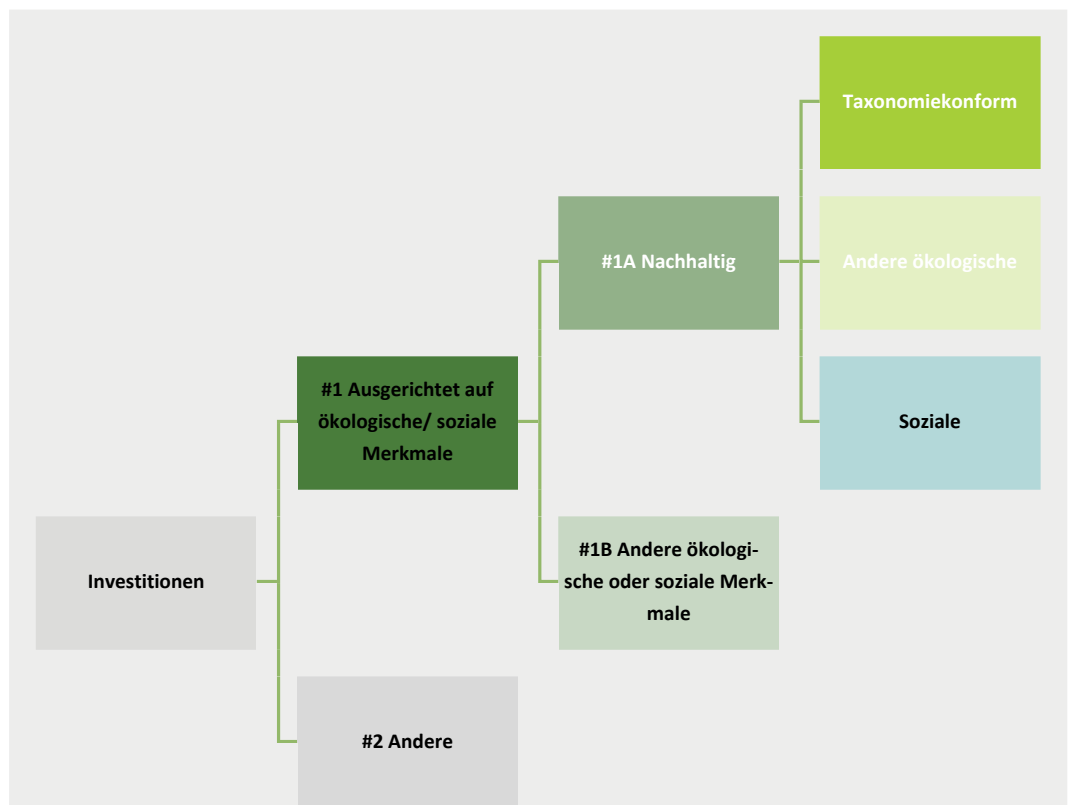 Taxonomiekonform
#1A Nachhaltig
Andere ökologische
#1 Ausgerichtet auf
ökologische/ soziale
Merkmale
Soziale
Investitionen
#1B Andere ökologi-
sche oder soziale Merk-
male
#2 Andere